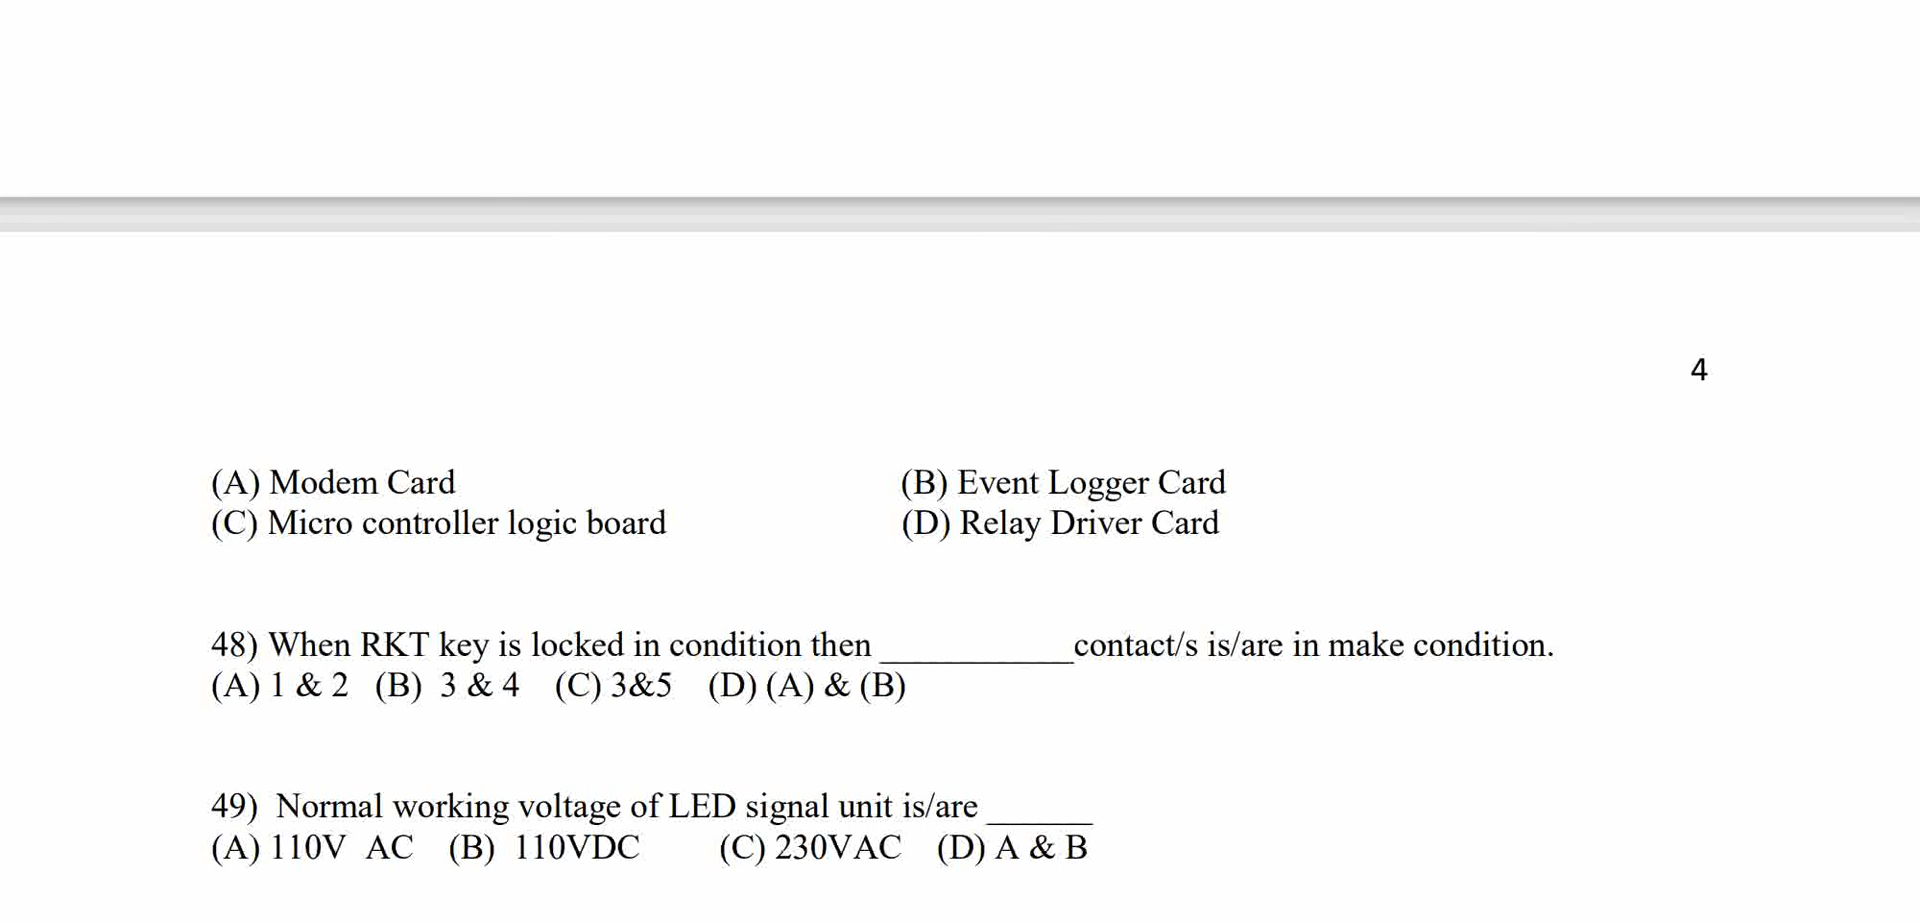 4
(A) Modem Card (B) Event Logger Card
(C) Micro controller logic board (D) Relay Driver Card
48) When RKT key is locked in condition then ___________contact/s is/are in make condition.
(A) 1 & 2 (B) 3 & 4 (C) 3&5 (D) (A) & (B)
49) Normal working voltage of LED signal unit is/are ______
(A) 110V AC (B) 110VDC (C) 230VAC (D) A & B